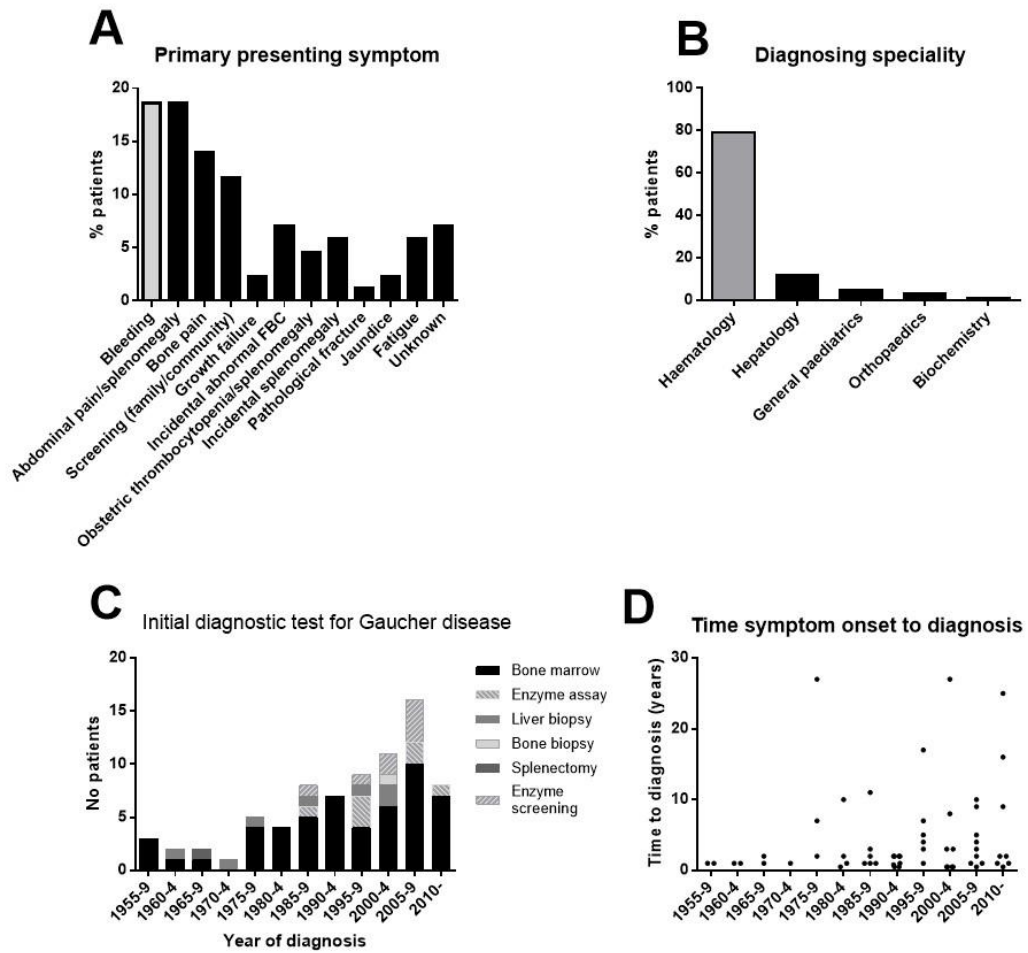 A
Primary presenting symptom
20
15
10
5
0
% patients
Bleeding
Abdominal pain/splenomegaly
Bone pain
Screening (family/community)
Growth failure
Incidental abnormal FBC
Obstetric thrombocytopenia/splenomegaly
Incidental splenomegaly
Pathological fracture
Jaundice
Fatigue
Unknown
B
Diagnosing speciality
100
80
60
40
20
0
% patients
Haematology
Hepatology
General paediatrics
Orthopaedics
Biochemistry
C
Initial diagnostic test for Gaucher disease
20
15
10
5
0
No patients
1955-9
1960-4
1965-9
1970-4
1975-9
1980-4
1985-9
1990-4
1995-9
2000-4
2005-9
2010-
Year of diagnosis
Bone marrow
Enzyme assay
Liver biopsy
Bone biopsy
Splenectomy
Enzyme
screening
D
Time symptom onset to diagnosis
30
20
10
0
Time to diagnosis (years)
1955-9
1960-4
1965-9
1970-4
1975-9
1980-4
1985-9
1990-4
1995-9
2000-4
2005-9
2010-